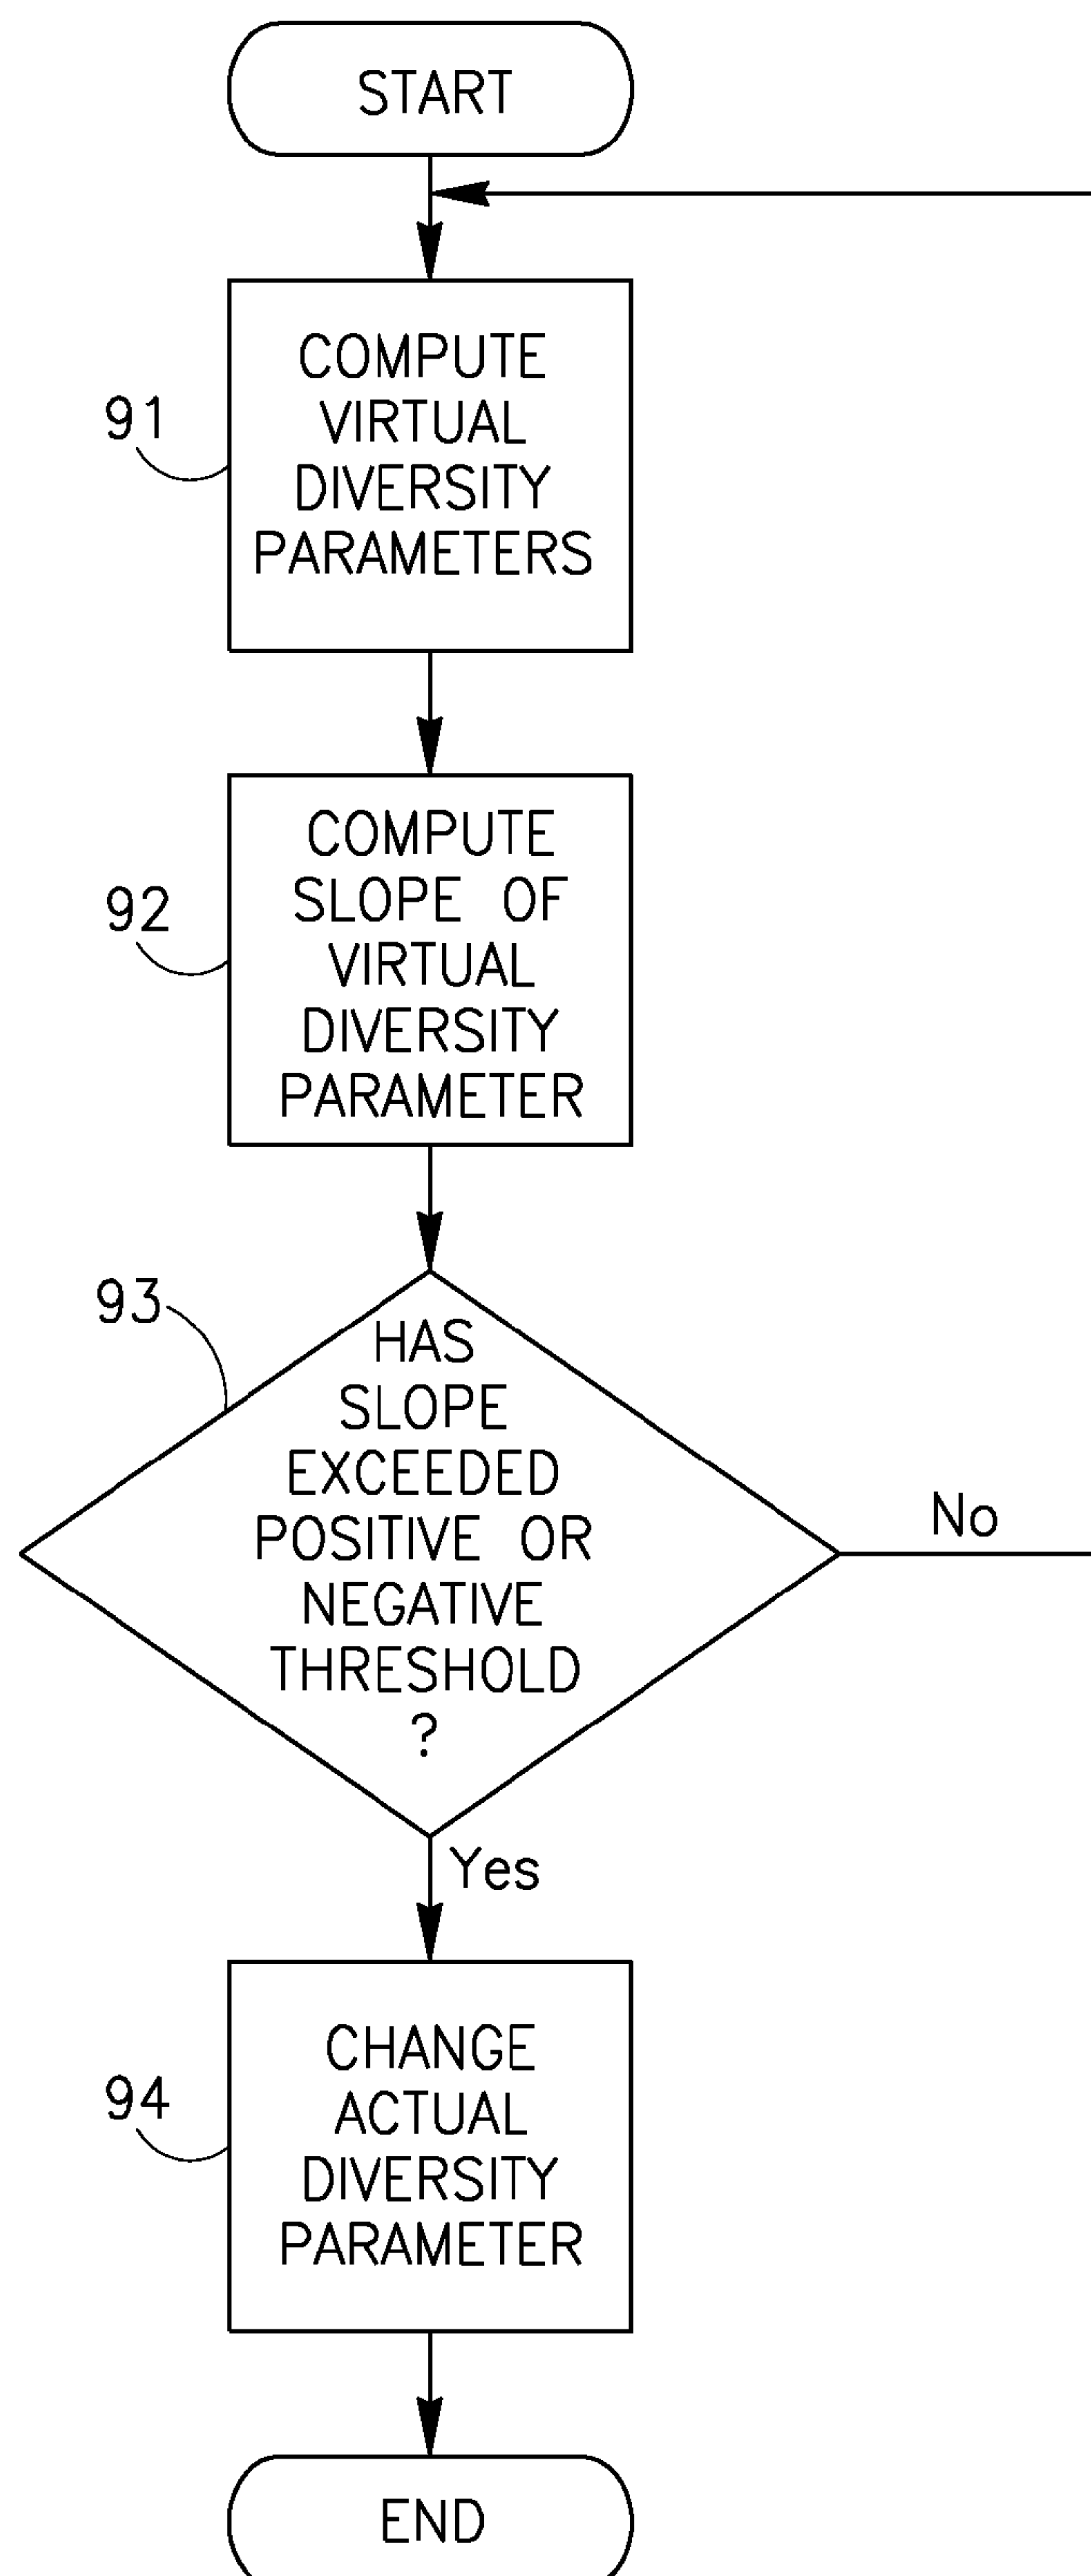 START
COMPUTE
VIRTUAL
DIVERSITY
PARAMETERS
91
COMPUTE
SLOPE OF
VIRTUAL
DIVERSITY
PARAMETER
92
93
HAS
SLOPE
EXCEEDED
POSITIVE OR
NEGATIVE
THRESHOLD
?
No
Yes
CHANGE
ACTUAL
DIVERSITY
PARAMETER
94
END